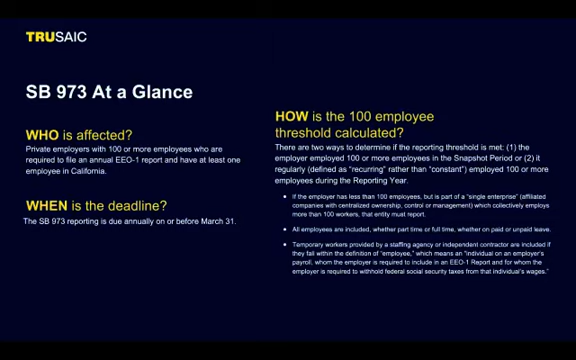 TRUSAIC
SB 973 At a Glance
WHO is affected?
Private employers with 100 or more employees who are
required to file an annual EEO-1 report and have at least one
employee in California.
WHEN is the deadline?
The SB 973 reporting is due annually on or before March 31.
HOW is the 100 employee
threshold calculated?
There are two ways to determine if the reporting threshold is met: (1) the
employer employed 100 or more employees in the Snapshot Period or (2) it
regularly (defined as “recurring” rather than “constant”) employed 100 or more
employees during the Reporting Year.
● If the employer has less than 100 employees, but is part of a “single enterprise” (affiliated
companies with centralized ownership, control or management) which collectively employs
more than 100 workers, that entity must report.
● All employees are included, whether part time or full time, whether on paid or unpaid leave.
● Temporary workers provided by a staffing agency or independent contractor are included if
they fall within the definition of “employee,” which means an “individual on an employer's
payroll, whom the employer is required to include in an EEO-1 Report and for whom the
employer is required to withhold federal social security taxes from that individual's wages.”